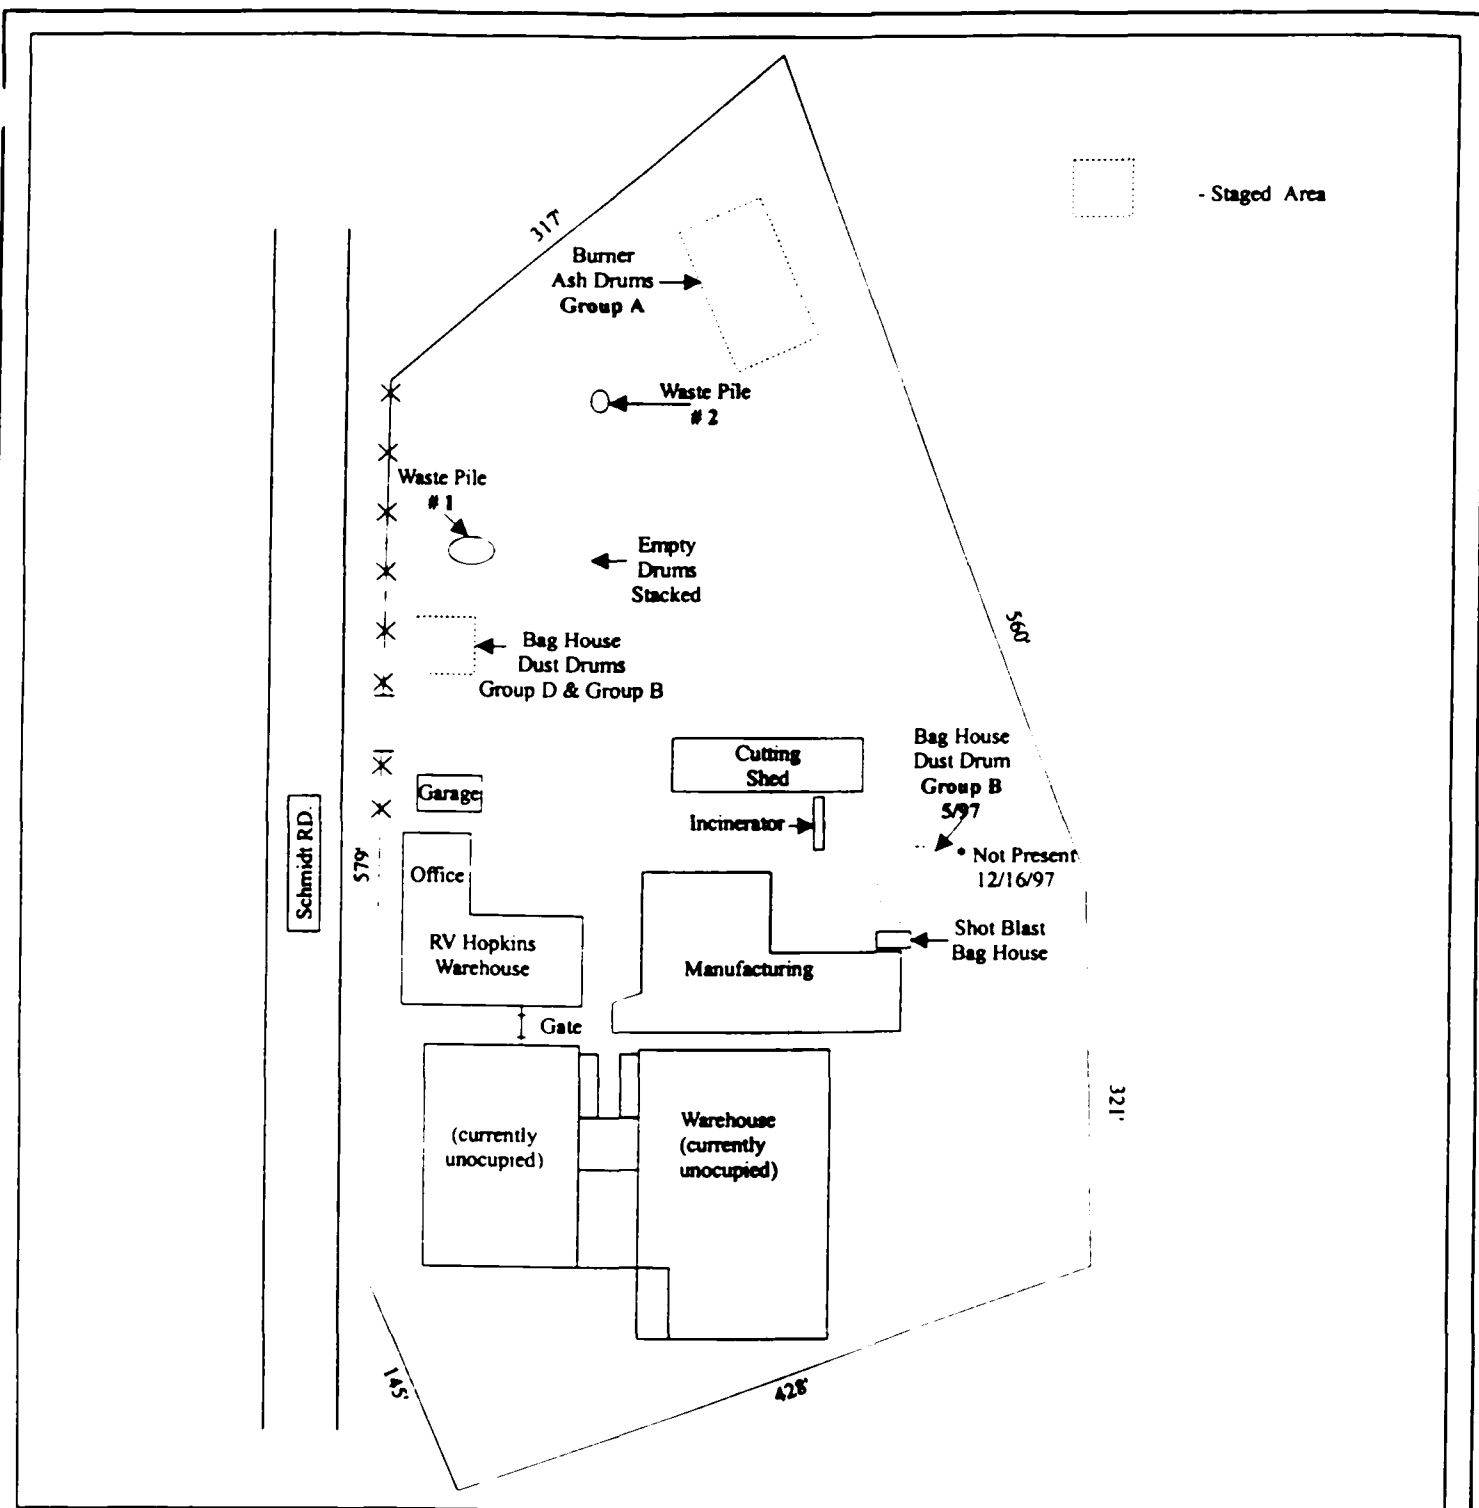 - Staged Area
317'
Burner
Ash Drums
Group A
Waste Pile
# 2
Waste Pile
# 1
Empty
Drums
Stacked
560'
Bag House
Dust Drums
Group D & Group B
Cutting
Shed
Bag House
Dust Drum
Group B
5/97
Garage
Incinerator
* Not Present
12/16/97
Schmidt RD.
579'
Office
RV Hopkins
Warehouse
Manufacturing
Shot Blast
Bag House
Gate
321'
(currently
unocupied)
Warehouse
(currently
unocupied)
145'
428'